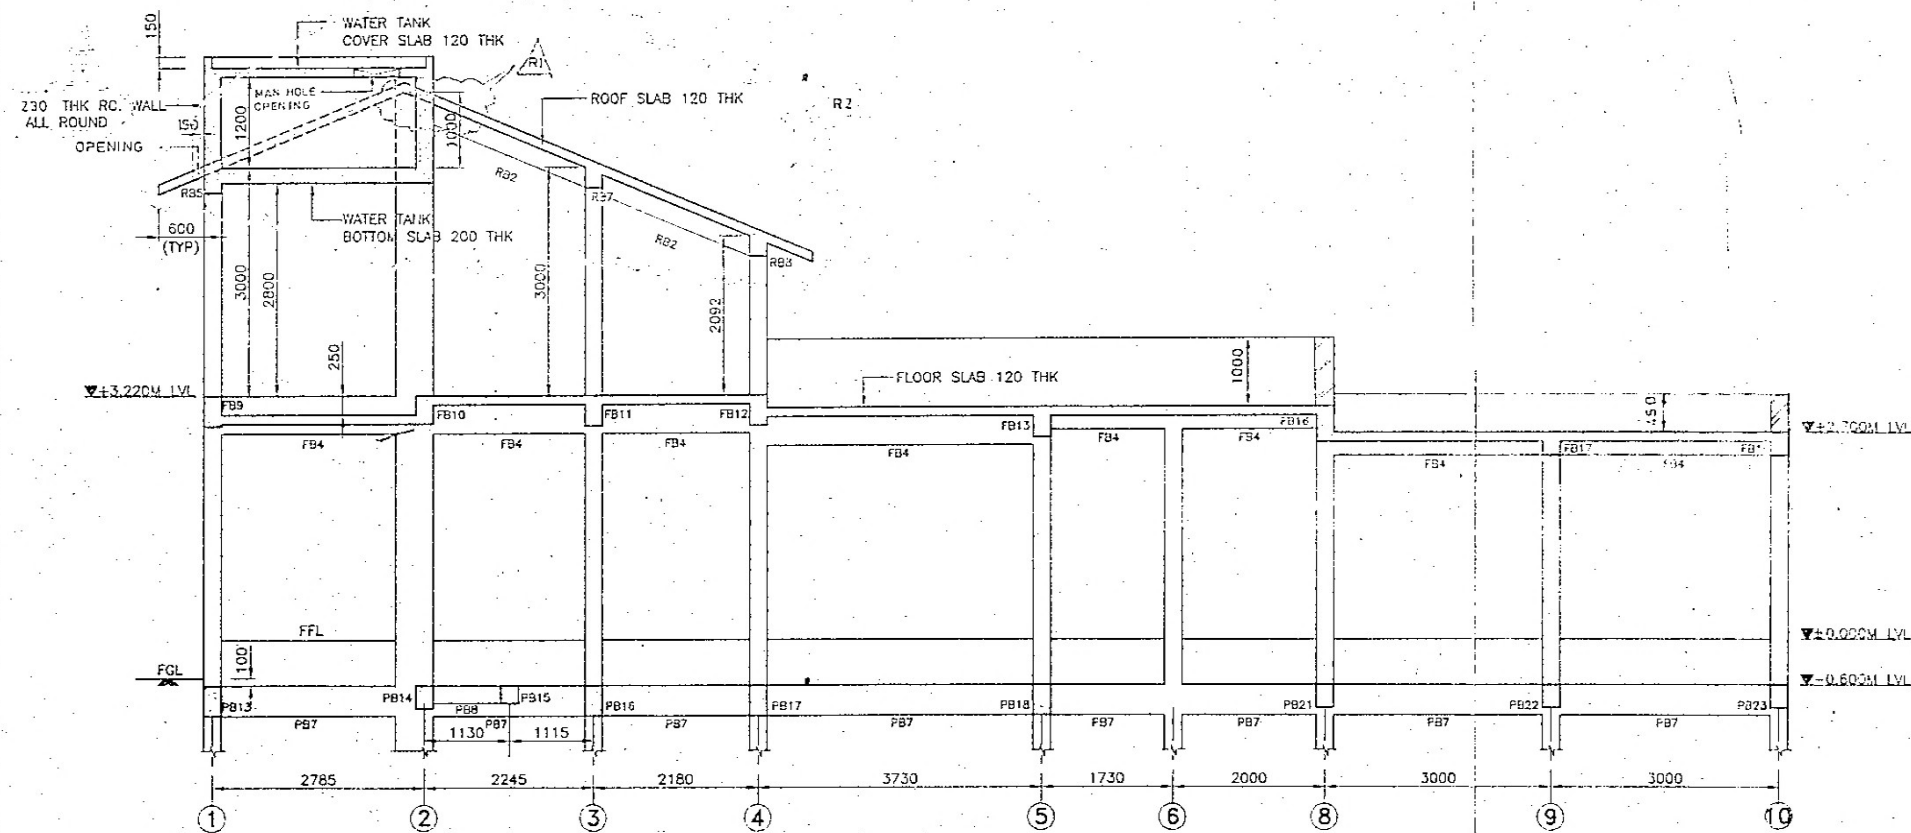 150
WATER TANK
COVER SLAB 120 THK
R1
230 THK RC. WALL
ALL ROUND
MAN HOLE
OPENING
ROOF SLAB 120 THK
R2
150
1200
1000
OPENING
RB5
RB2
RB7
WATER TANK
BOTTOM SLAB 200 THK
600
(TYP)
RB2
RB3
3000
2800
3000
2092
250
1000
FLOOR SLAB 120 THK
+3.220M LVL
FB9
FB10
FB11
FB12
FB13
FB16
450
+2.700M LVL
FB4
FB4
FB4
FB4
FB4
FB4
FB4
FB17
FB4
FFL
±0.000M LVL
FGL
100
-0.600M LVL
PB13
PB14
PB15
PB8
PB16
PB17
PB18
PB21
PB22
PB23
PB7
PB7
PB7
PB7
PB7
PB7
PB7
1130
1115
2785
2245
2180
3730
1730
2000
3000
3000
1
2
3
4
5
6
8
9
10